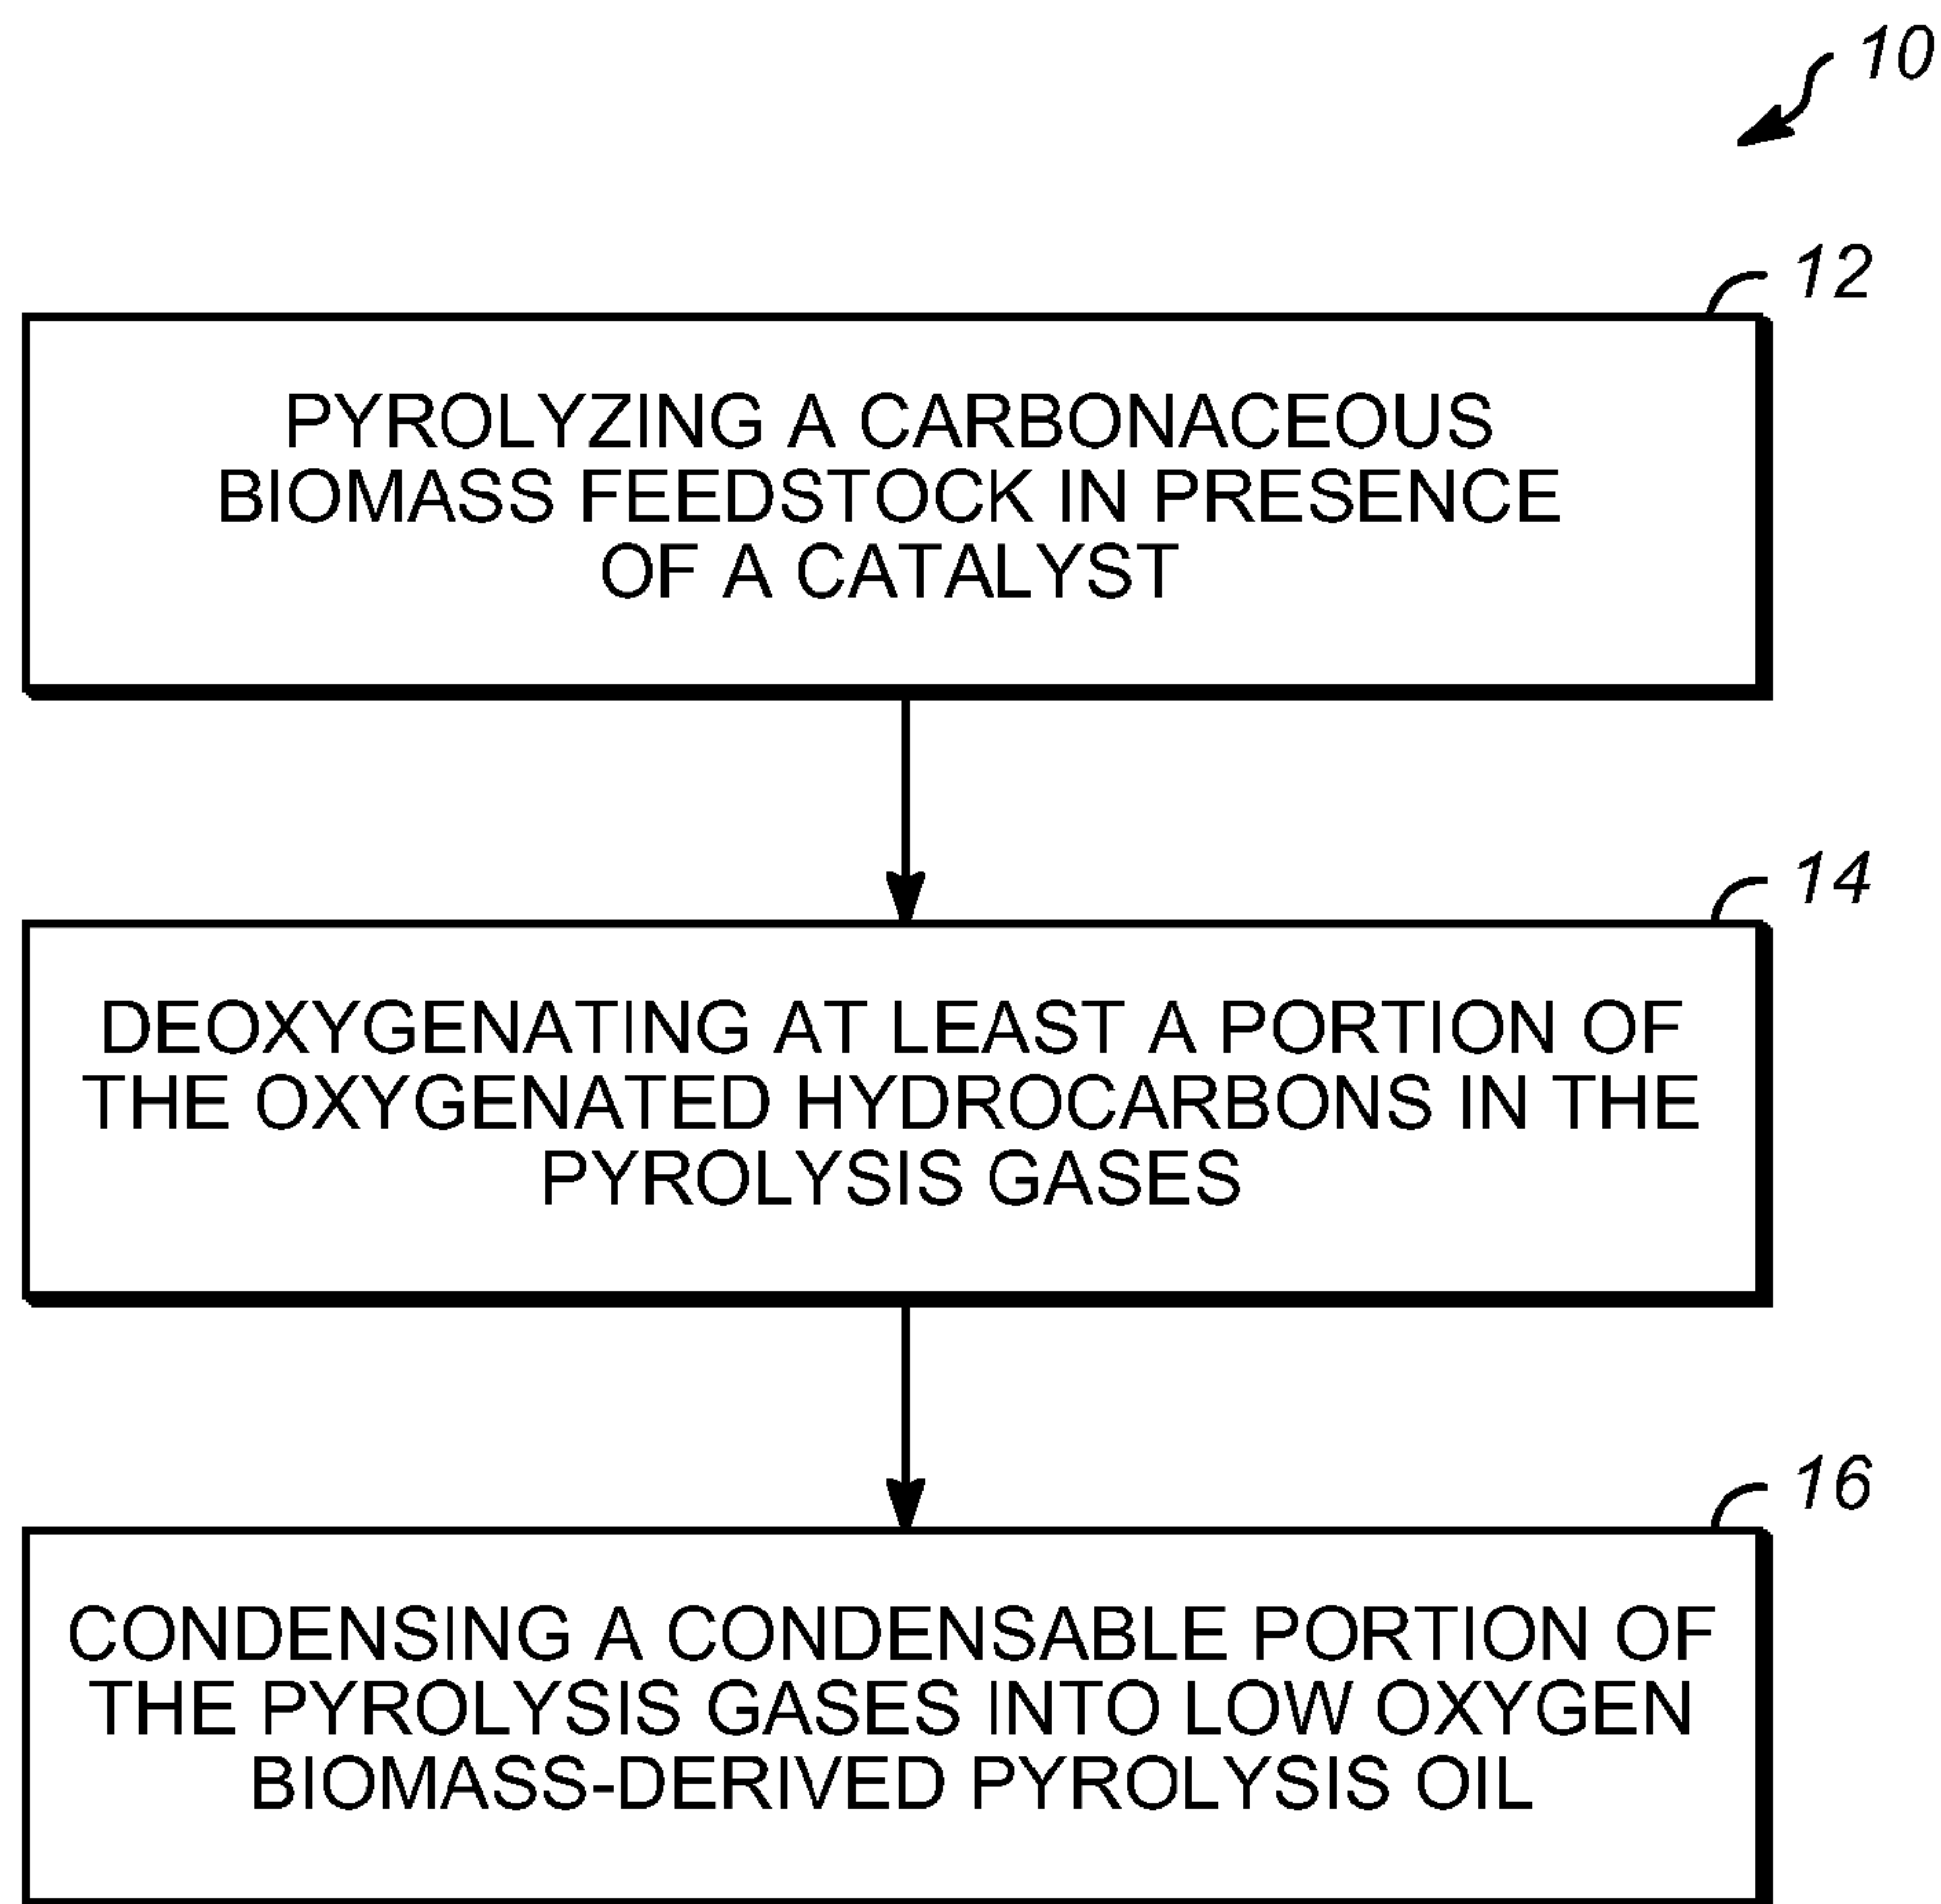 10
12
PYROLYZING A CARBONACEOUS
BIOMASS FEEDSTOCK IN PRESENCE
OF A CATALYST
14
DEOXYGENATING AT LEAST A PORTION OF
THE OXYGENATED HYDROCARBONS IN THE
PYROLYSIS GASES
16
CONDENSING A CONDENSABLE PORTION OF
THE PYROLYSIS GASES INTO LOW OXYGEN
BIOMASS-DERIVED PYROLYSIS OIL